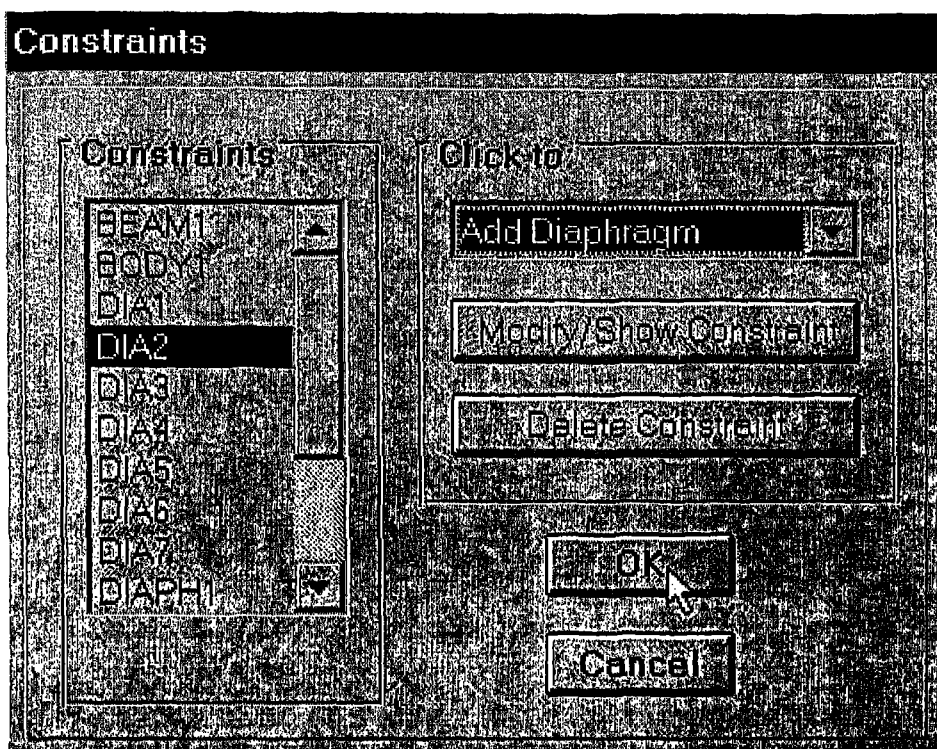 Constraints
Constraints
BEAM1
BODY1
DIA1
DIA2
DIA3
DIA4
DIA5
DIA6
DIA7
DIAPH1
Click to:
Add Diaphragm
Modify/Show Constraint
Delete Constraint
OK
Cancel